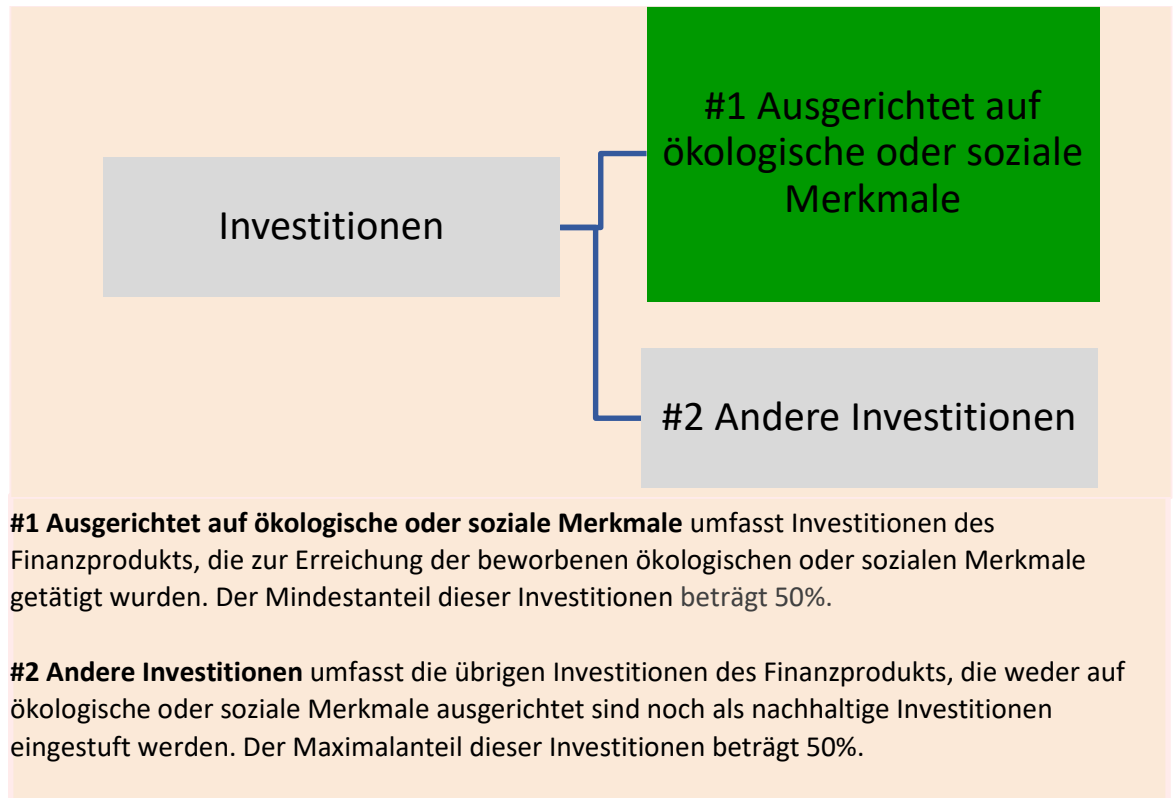 #1 Ausgerichtet auf
ökologische oder soziale
Merkmale
Investitionen
#2 Andere Investitionen
#1 Ausgerichtet auf ökologische oder soziale Merkmale umfasst Investitionen des
Finanzprodukts, die zur Erreichung der beworbenen ökologischen oder sozialen Merkmale
getätigt wurden. Der Mindestanteil dieser Investitionen beträgt 50%.
#2 Andere Investitionen umfasst die übrigen Investitionen des Finanzprodukts, die weder auf
ökologische oder soziale Merkmale ausgerichtet sind noch als nachhaltige Investitionen
eingestuft werden. Der Maximalanteil dieser Investitionen beträgt 50%.